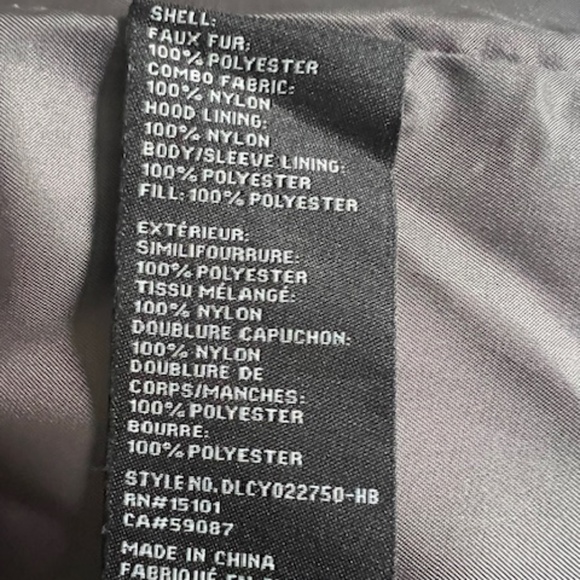 SHELL:
FAUX FUR:
100% POLYESTER
COMBO FABRIC:
100% NYLON
HOOD LINING:
100% NYLON
BODY/SLEEVE LINING:
100% POLYESTER
FILL: 100% POLYESTER
EXTÉRIEUR:
SIMILIFOURRURE:
100% POLYESTER
TISSU MÉLANGÉ:
100% NYLON
DOUBLURE CAPUCHON:
100% NYLON
DOUBLURE DE
CORPS/MANCHES:
100% POLYESTER
BOURRE:
100% POLYESTER
STYLE NO. DLCY022750-HB
RN#15101
CA#59087
MADE IN CHINA
FABRIQUÉ EN